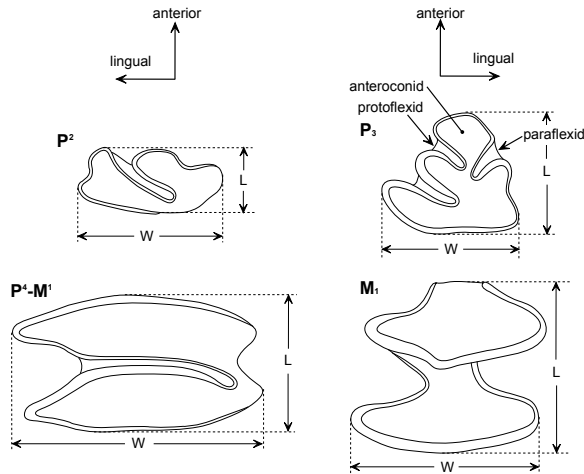 anterior
lingual
P²
L
W
anterior
lingual
anteroconid
protoflexid
P₃
paraflexid
L
W
P⁴-M¹
L
W
M₁
L
W